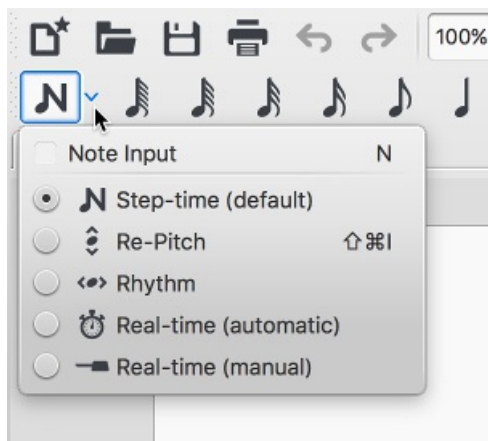 100%
Note Input N
Step-time (default)
Re-Pitch ⇧⌘I
Rhythm
Real-time (automatic)
Real-time (manual)